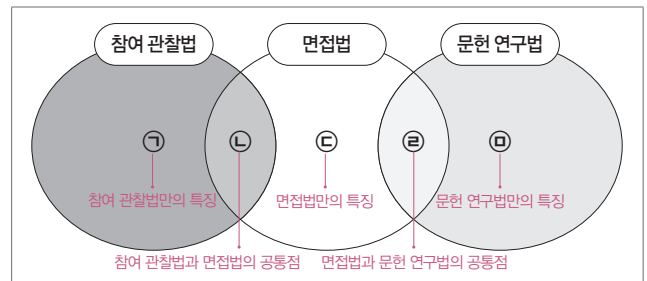 참여 관찰법 면접법 문헌 연구법
㉠ ㉡ ㉢ ㉣ ㉤
참여 관찰법만의 특징 면접법만의 특징 문헌 연구법만의 특징
참여 관찰법과 면접법의 공통점 면접법과 문헌 연구법의 공통점